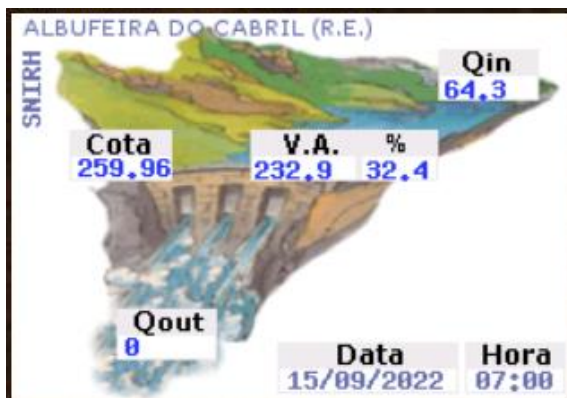 ALBUFEIRA DO CABRIL (R.E.)
SNIRH
Qin
64.3
Cota V.A. %
259.96 232.9 32.4
Qout
0
Data Hora
15/09/2022 07:00